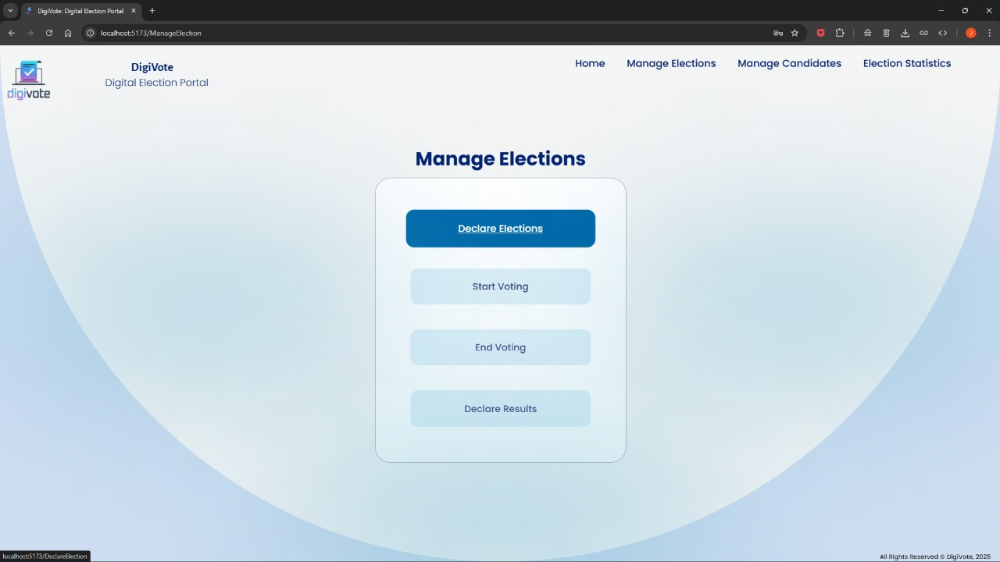 DigiVote: Digital Election Portal
localhost:5173/ManageElection
J
digivote
DigiVote
Digital Election Portal
Home
Manage Elections
Manage Candidates
Election Statistics
Manage Elections
Declare Elections
Start Voting
End Voting
Declare Results
localhost:5173/DeclareElection
All Rights Reserved © DigiVote, 2025